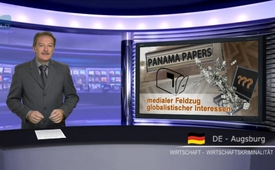 PANAMA PAPERS
???
medialer Feldzug
globalistischer Interessen
DE - Augsburg
WIRTSCHAFT - WIRTSCHAFTSKRIMINALITÄT